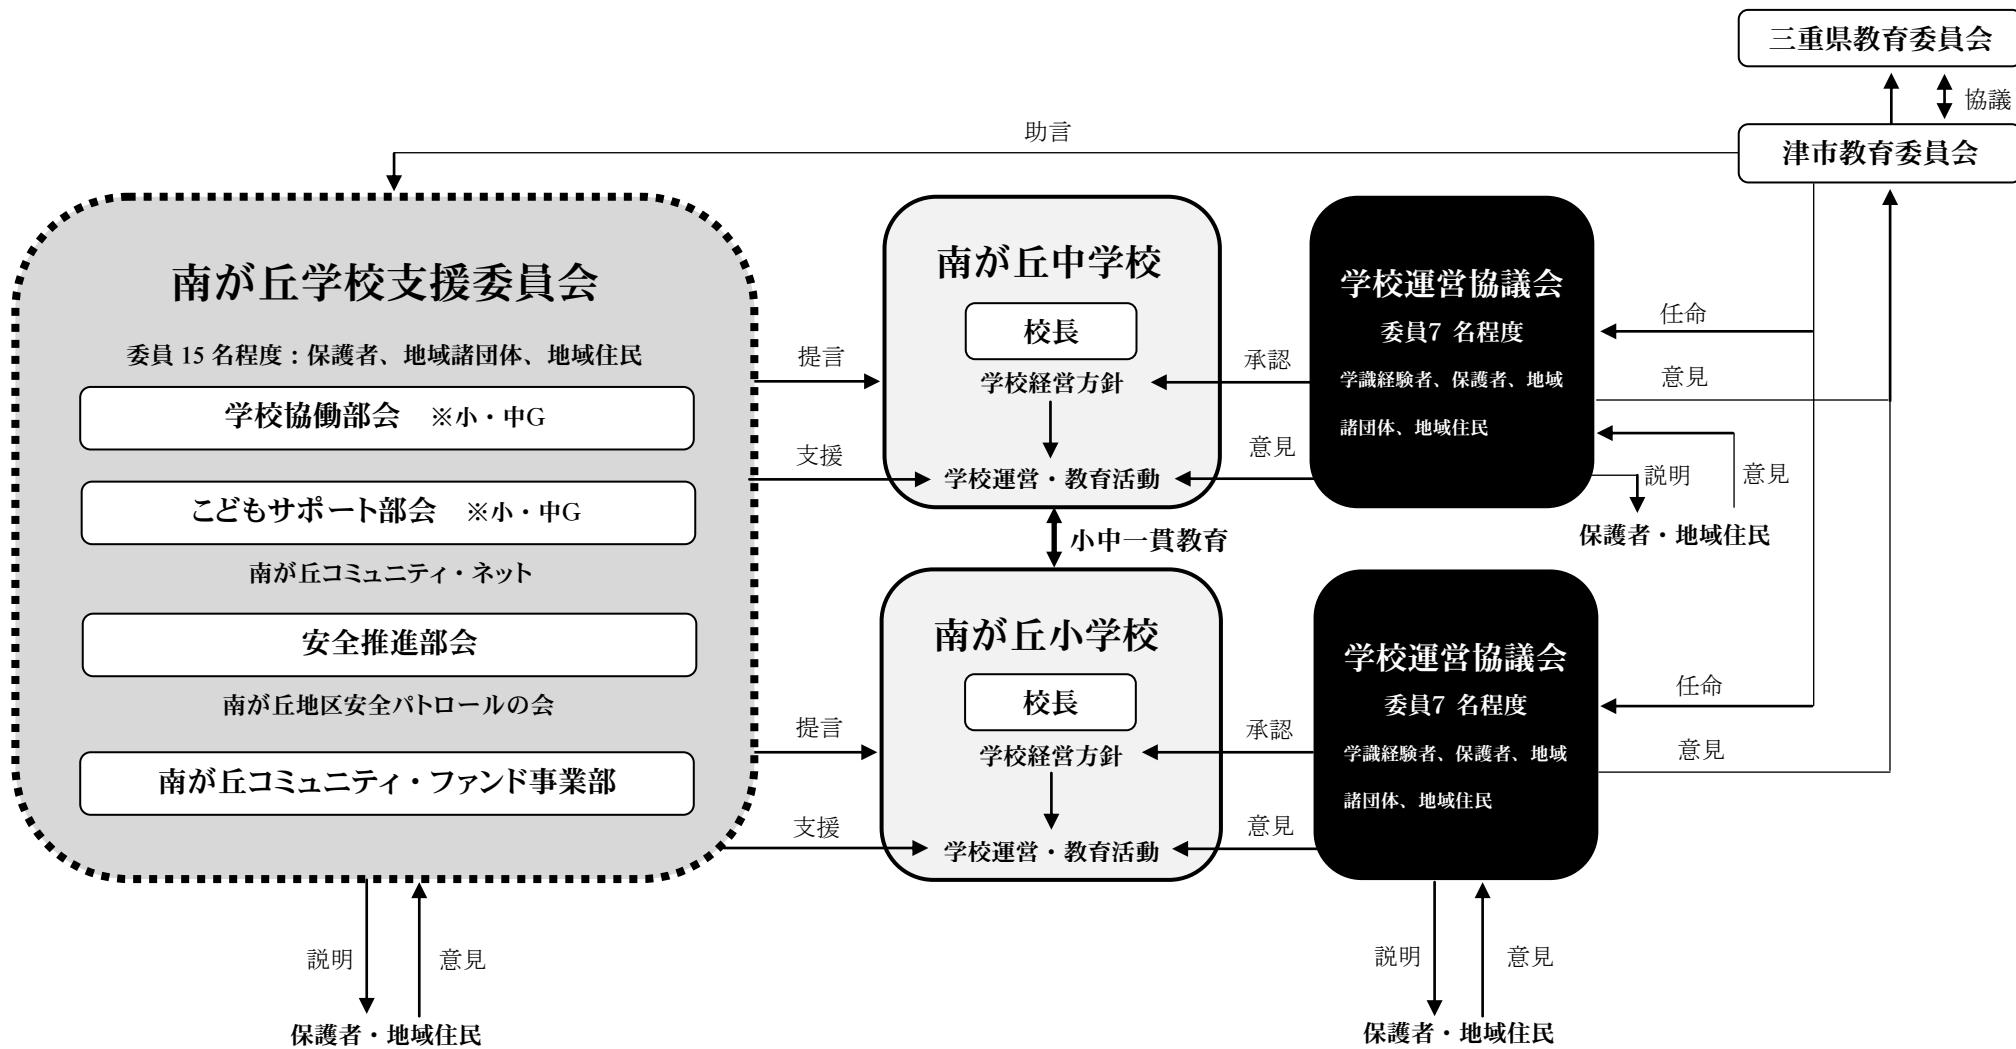 三重県教育委員会
協議
助言
津市教育委員会
南が丘学校支援委員会
委員 15 名程度：保護者、地域諸団体、地域住民
学校協働部会　※小・中G
こどもサポート部会　※小・中G
南が丘コミュニティ・ネット
安全推進部会
南が丘地区安全パトロールの会
南が丘コミュニティ・ファンド事業部
説明
意見
保護者・地域住民
提言
支援
提言
支援
南が丘中学校
校長
学校経営方針
学校運営・教育活動
小中一貫教育
南が丘小学校
校長
学校経営方針
学校運営・教育活動
承認
意見
承認
意見
学校運営協議会
委員7 名程度
学識経験者、保護者、地域
諸団体、地域住民
任命
意見
説明
意見
保護者・地域住民
学校運営協議会
委員7 名程度
学識経験者、保護者、地域
諸団体、地域住民
任命
意見
説明
意見
保護者・地域住民